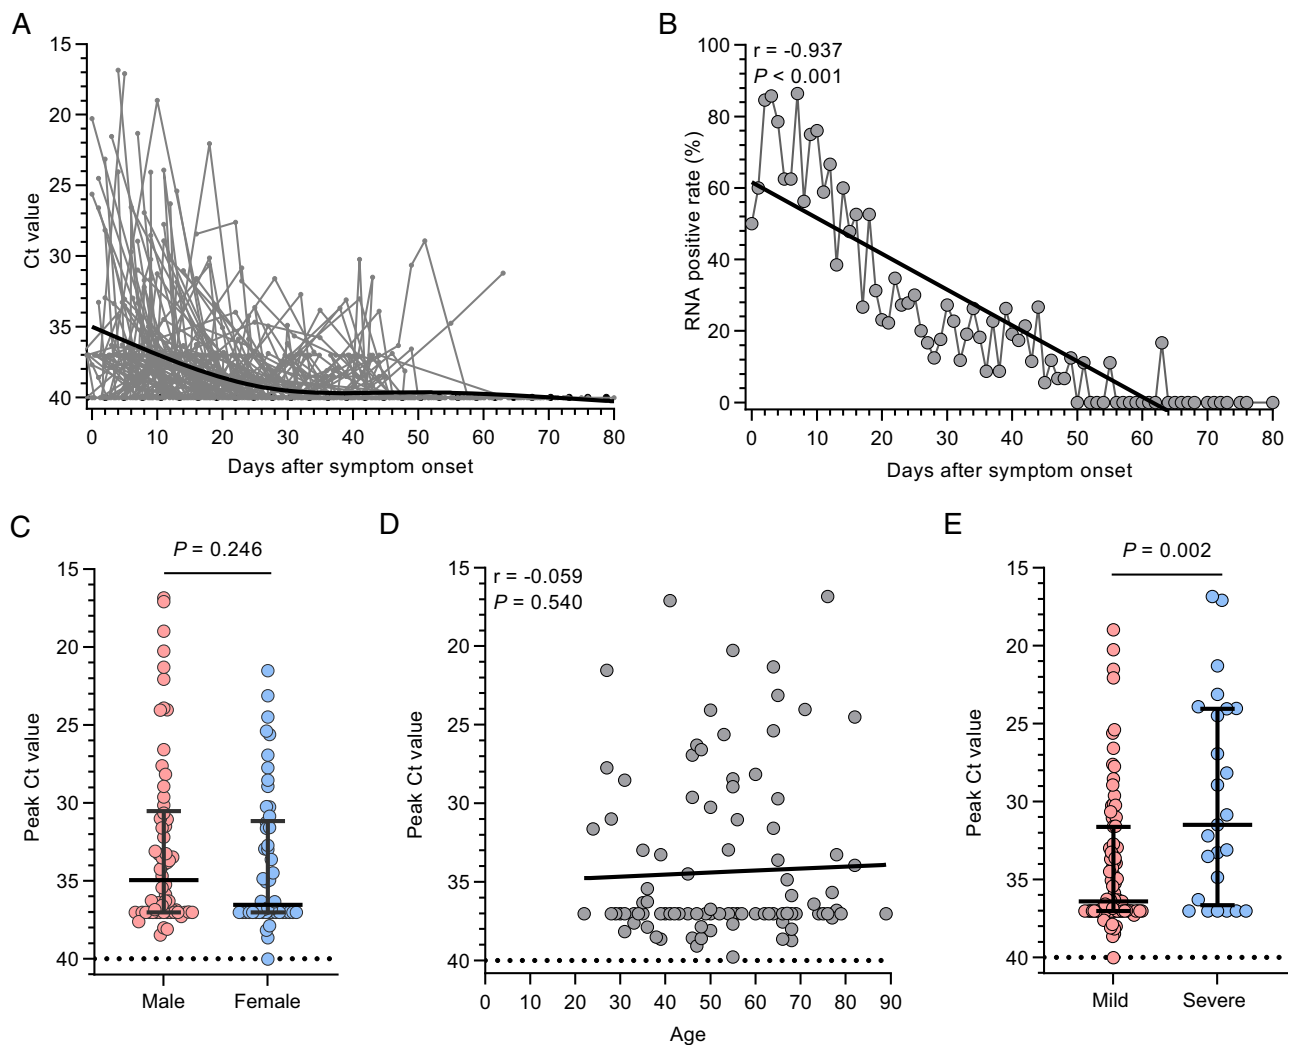 A
15
20
25
30
35
40
Ct value
0 10 20 30 40 50 60 70 80
Days after symptom onset
B
r = -0.937
P < 0.001
100
80
60
40
20
0
RNA positive rate (%)
0 10 20 30 40 50 60 70 80
Days after symptom onset
C
P = 0.246
15
20
25
30
35
40
Peak Ct value
Male Female
D
r = -0.059
P = 0.540
15
20
25
30
35
40
Peak Ct value
0 10 20 30 40 50 60 70 80 90
Age
E
P = 0.002
15
20
25
30
35
40
Peak Ct value
Mild Severe